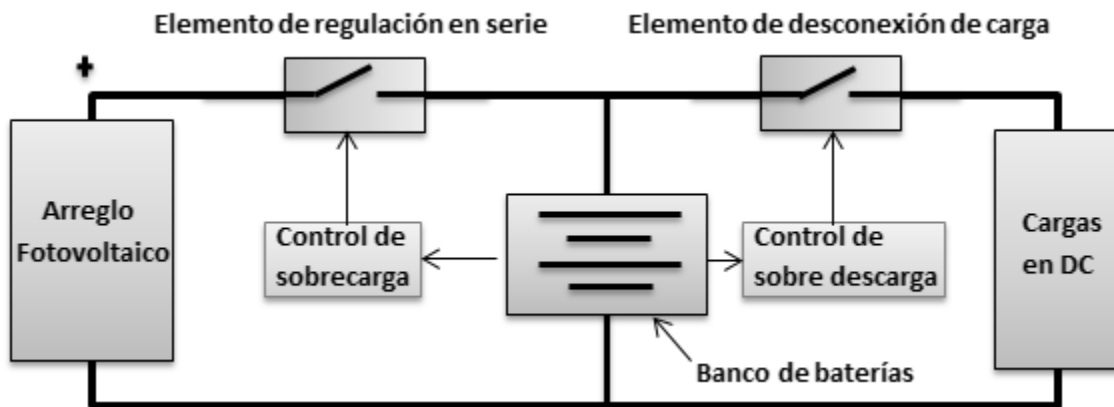 Elemento de regulación en serie
Elemento de desconexión de carga
+
Arreglo
Fotovoltaico
Control de
sobrecarga
Control de
sobre descarga
Cargas
en DC
Banco de baterías